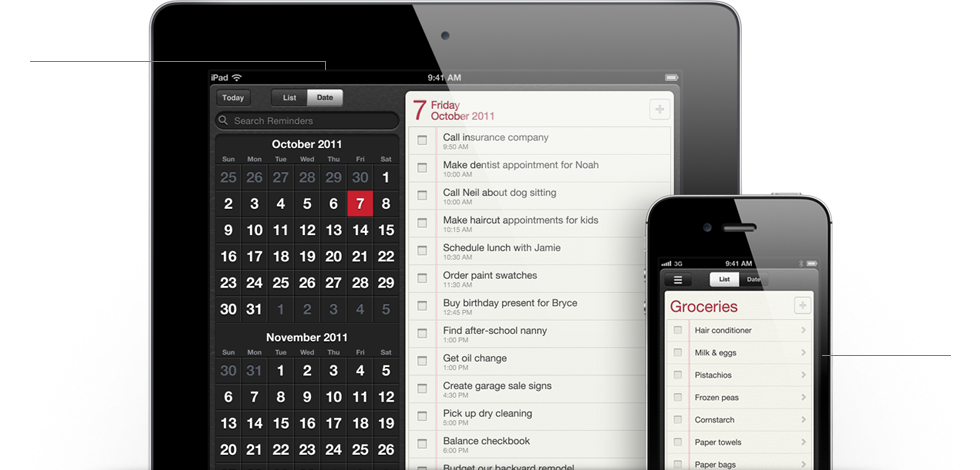 iPad 9:41 AM
Today List Date
Search Reminders
October 2011
Sun Mon Tue Wed Thu Fri Sat
25 26 27 28 29 30 1
2 3 4 5 6 7 8
9 10 11 12 13 14 15
16 17 18 19 20 21 22
23 24 25 26 27 28 29
30 31 1 2 3 4 5
November 2011
Sun Mon Tue Wed Thu Fri Sat
30 31 1 2 3 4 5
6 7 8 9 10 11 12
13 14 15 16 17 18 19
20 21 22 23 24 25 26
7 Friday
October 2011
Call insurance company
9:50 AM
Make dentist appointment for Noah
10:00 AM
Call Neil about dog sitting
10:00 AM
Make haircut appointments for kids
10:15 AM
Schedule lunch with Jamie
10:30 AM
Order paint swatches
11:30 AM
Buy birthday present for Bryce
12:45 PM
Find after-school nanny
1:00 PM
Get oil change
1:00 PM
Create garage sale signs
4:30 PM
Pick up dry cleaning
5:00 PM
Balance checkbook
6:00 PM
Budget our backyard remodel
3G 9:41 AM
List Date
Groceries
Hair conditioner
Milk & eggs
Pistachios
Frozen peas
Cornstarch
Paper towels
Paper bags